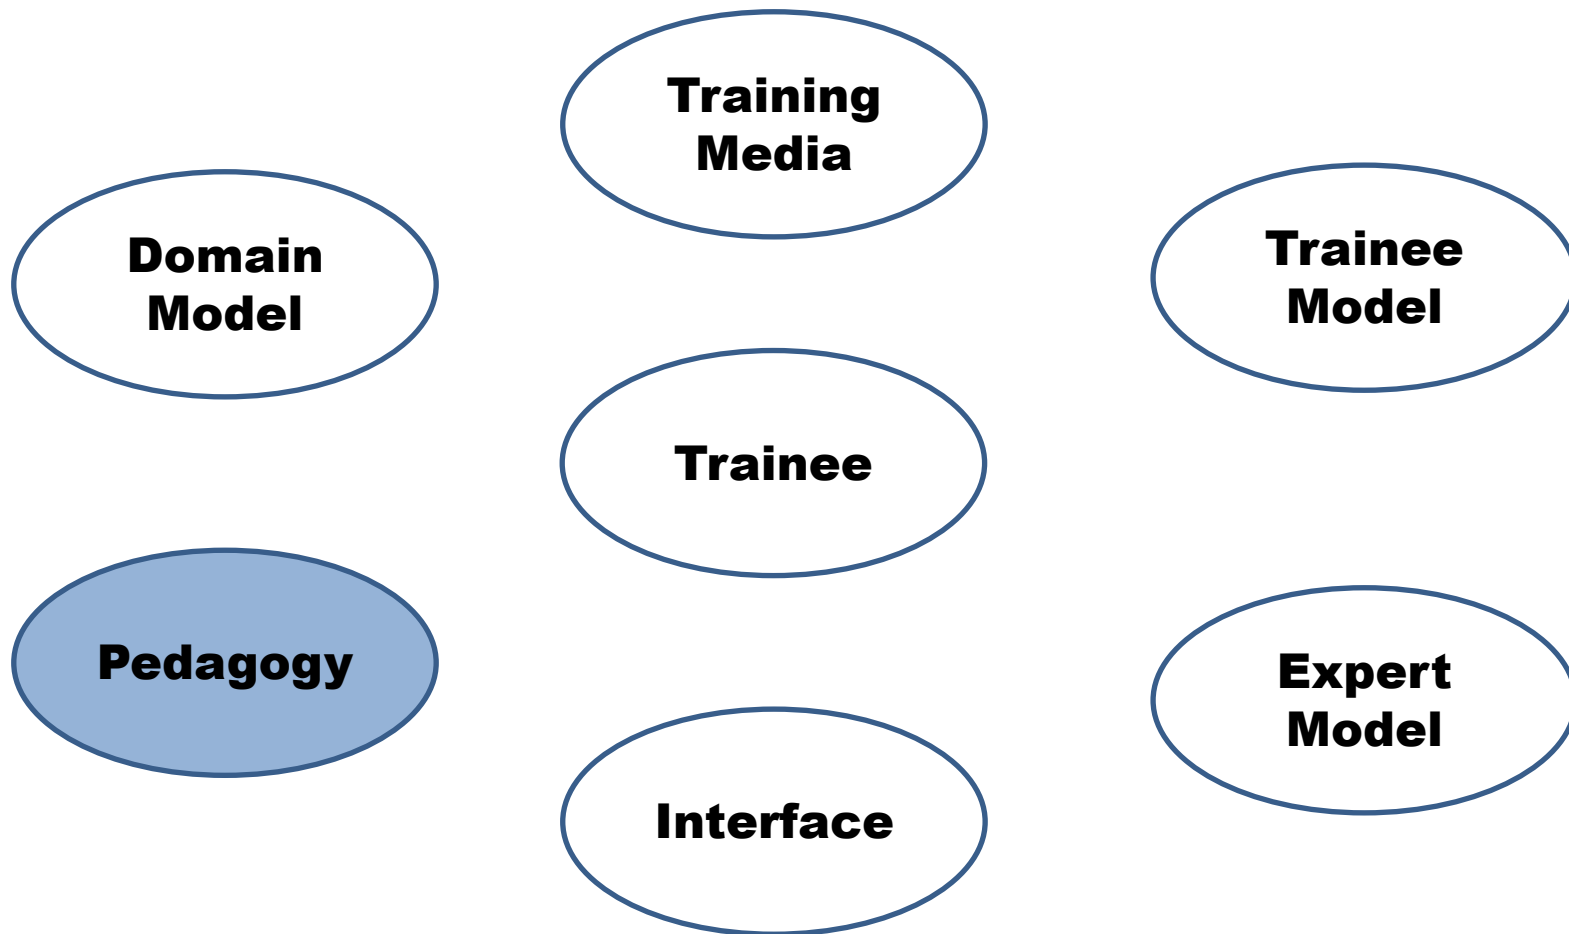 Training
Media
Domain
Model
Trainee
Model
Trainee
Pedagogy
Expert
Model
Interface